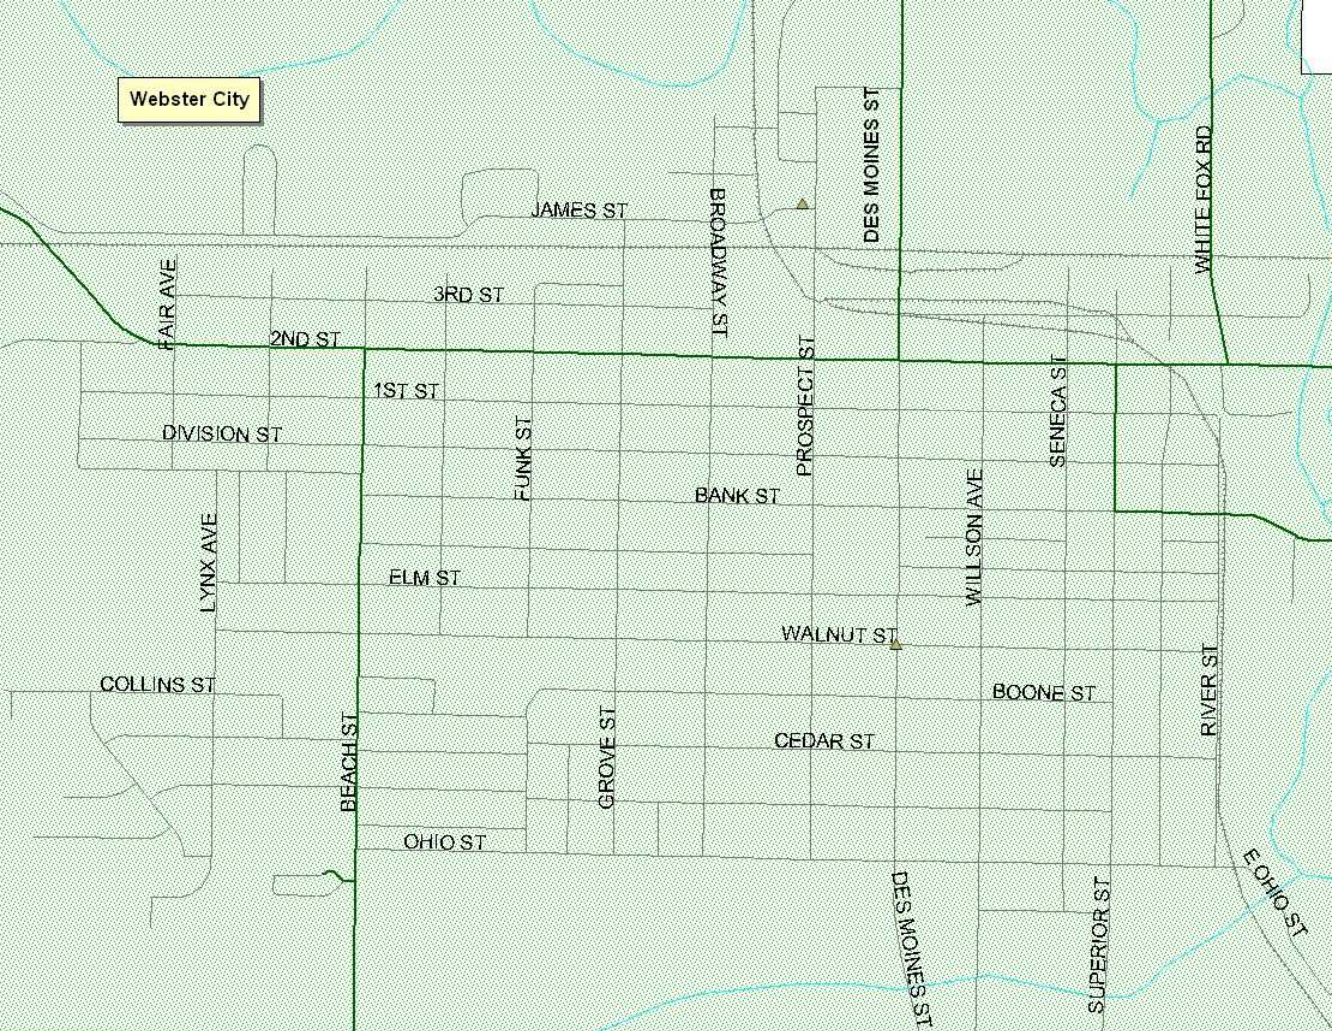 Webster City
DES MOINES ST
WHITE FOX RD
JAMES ST
BROADWAY ST
FAIR AVE
3RD ST
2ND ST
PROSPECT ST
SENECA ST
1ST ST
FUNK ST
DIVISION ST
BANK ST
WILLSON AVE
LYNX AVE
ELM ST
WALNUT ST
COLLINS ST
BOONE ST
RIVER ST
BEACH ST
GROVE ST
CEDAR ST
OHIO ST
E OHIO ST
DES MOINES ST
SUPERIOR ST